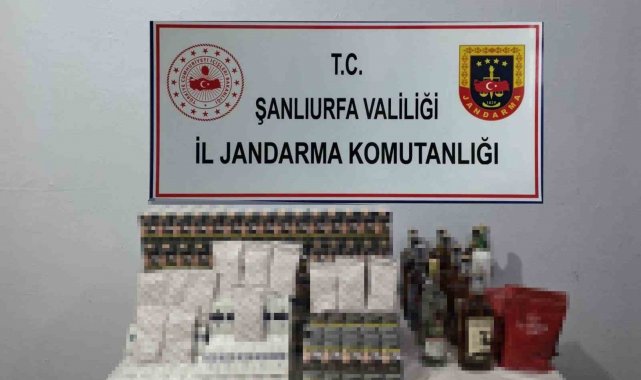 T.C.
ŞANLIURFA VALİLİĞİ
İL JANDARMA KOMUTANLIĞI
JANDARMA